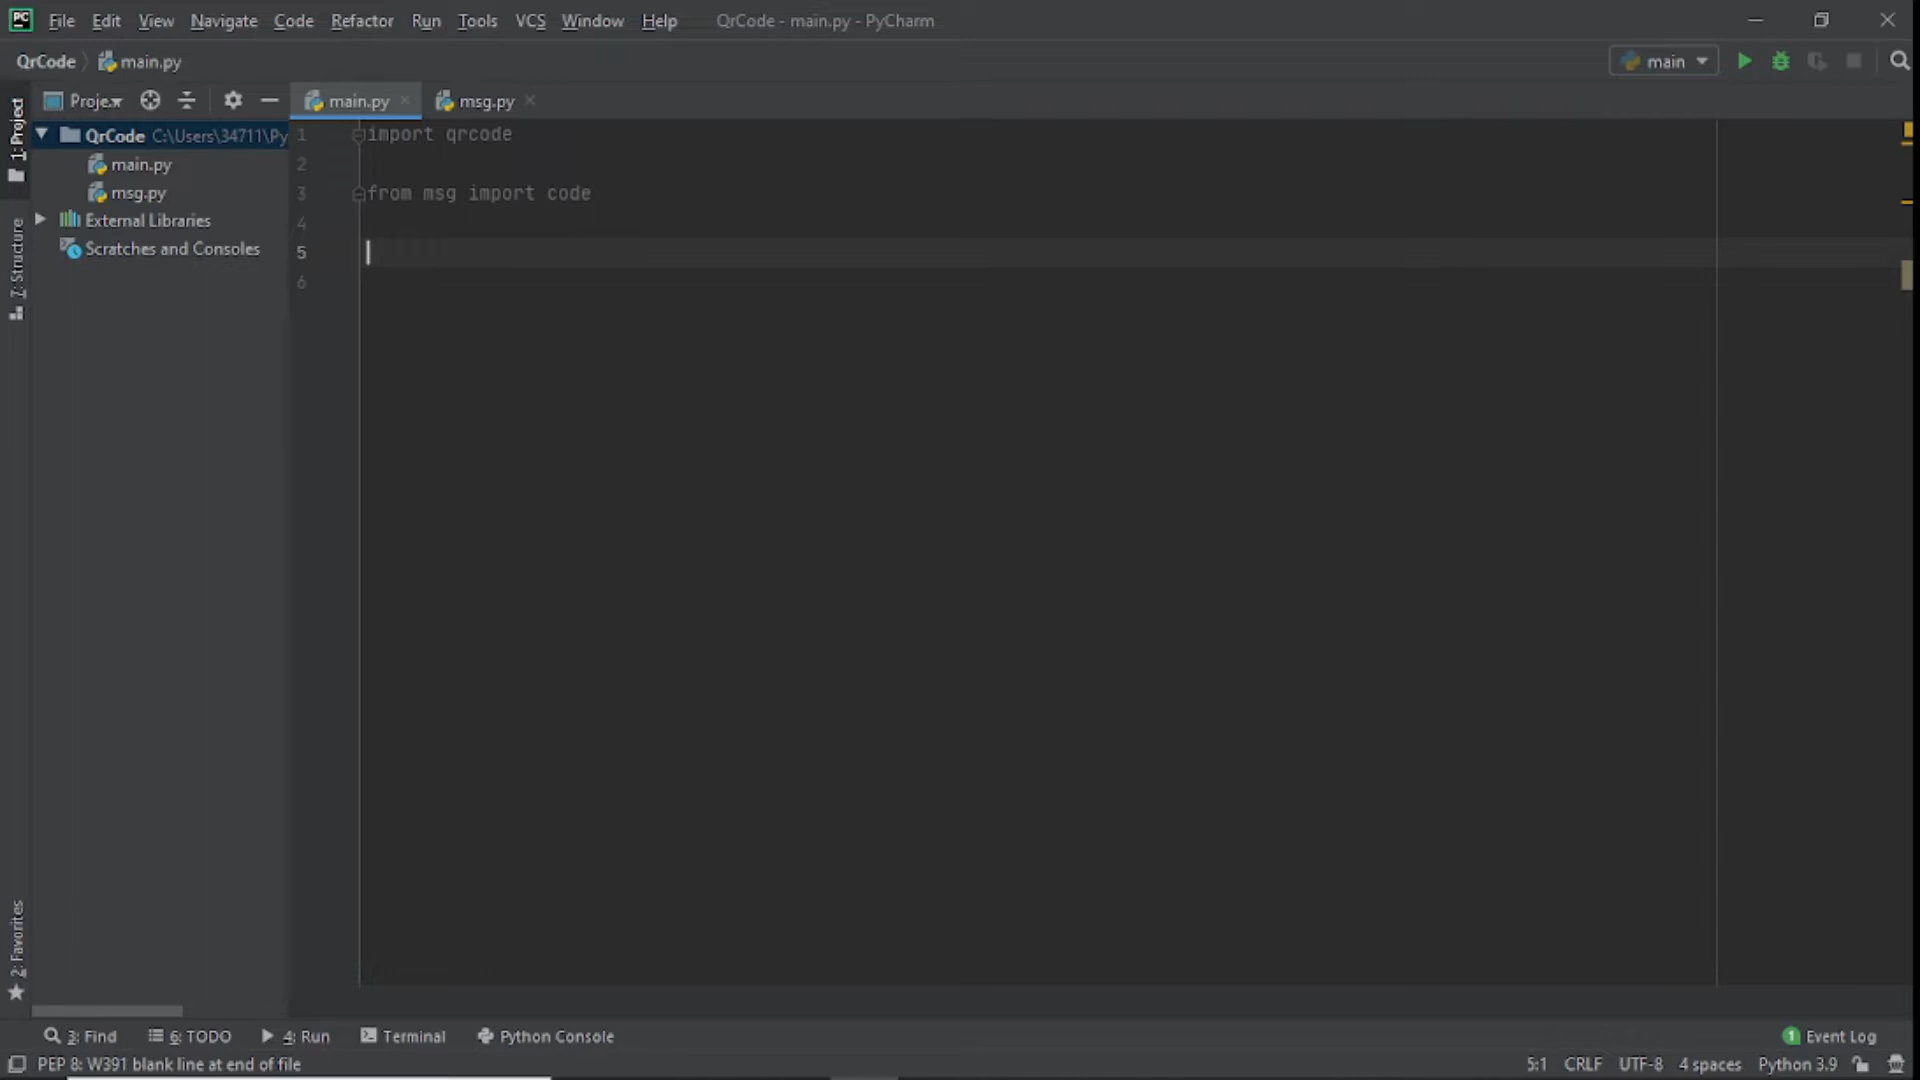 PC File Edit View Navigate Code Refactor Run Tools VCS Window Help QrCode - main.py - PyCharm
QrCode main.py main
Proje... main.py msg.py
QrCode C:\Users\34711\Py
main.py
msg.py
External Libraries
Scratches and Consoles
1: Project
7: Structure
2: Favorites
1 import qrcode
2
3 from msg import code
4
5
6
3: Find 6: TODO 4: Run Terminal Python Console 1 Event Log
PEP 8: W391 blank line at end of file 5:1 CRLF UTF-8 4 spaces Python 3.9